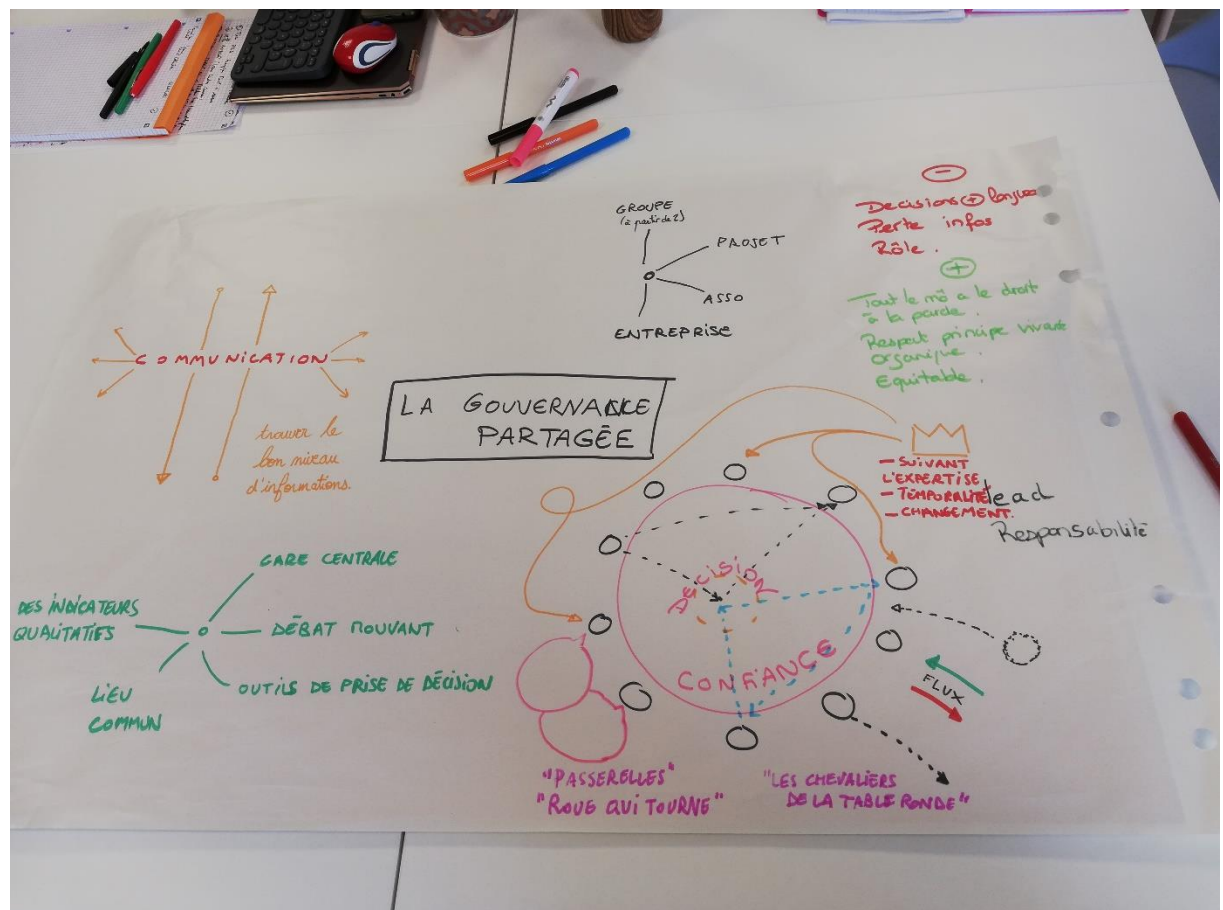 GROUPE
(à partir de 2)
PROJET
ASSO
ENTREPRISE
Decisions + longues
Perte infos
Rôle.
+
Tout le mô a le droit
à la parole.
Respect principe vivant
organique.
Equitable.
COMMUNICATION
trouver le
bon niveau
d'informations.
LA GOUVERNANCE
PARTAGÉE
- SUIVANT
L'EXPERTISE
- TEMPORALITÉ
- CHANGEMENT.
lead
Responsabilité
Décision
CONFIANCE
FLUX
GARE CENTRALE
DES INDICATEURS
QUALITATIFS
DÉBAT MOUVANT
OUTILS DE PRISE DE DÉCISION
LIEU
COMMUN
"PASSERELLES"
"ROUE QUI TOURNE"
"LES CHEVALIERS
DE LA TABLE RONDE"